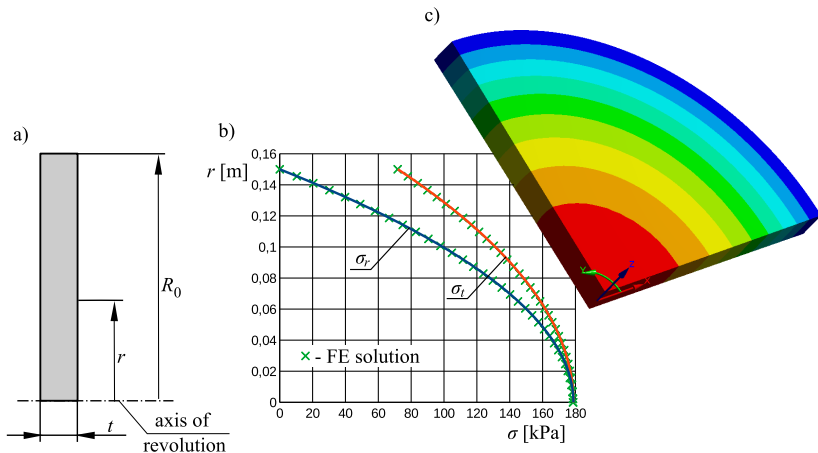 a)
R0
r
t
axis of
revolution
b)
r [m]
0,16
0,14
0,12
0,1
0,08
0,06
0,04
0,02
0
0 20 40 60 80 100 120 140 160 180
σ [kPa]
σr
σt
× - FE solution
c)
Y
Z
X